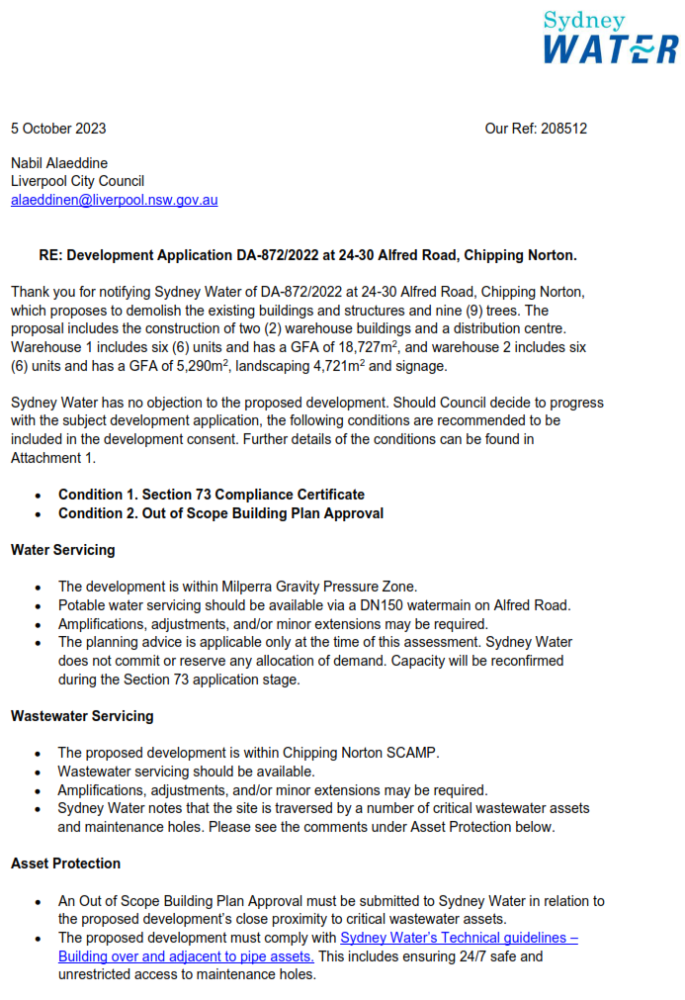 Sydney
WATER
5 October 2023 Our Ref: 208512
Nabil Alaeddine
Liverpool City Council
alaeddinen@liverpool.nsw.gov.au
RE: Development Application DA-872/2022 at 24-30 Alfred Road, Chipping Norton.
Thank you for notifying Sydney Water of DA-872/2022 at 24-30 Alfred Road, Chipping Norton,
which proposes to demolish the existing buildings and structures and nine (9) trees. The
proposal includes the construction of two (2) warehouse buildings and a distribution centre.
Warehouse 1 includes six (6) units and has a GFA of 18,727m², and warehouse 2 includes six
(6) units and has a GFA of 5,290m², landscaping 4,721m² and signage.
Sydney Water has no objection to the proposed development. Should Council decide to progress
with the subject development application, the following conditions are recommended to be
included in the development consent. Further details of the conditions can be found in
Attachment 1.
• Condition 1. Section 73 Compliance Certificate
• Condition 2. Out of Scope Building Plan Approval
Water Servicing
• The development is within Milperra Gravity Pressure Zone.
• Potable water servicing should be available via a DN150 watermain on Alfred Road.
• Amplifications, adjustments, and/or minor extensions may be required.
• The planning advice is applicable only at the time of this assessment. Sydney Water
does not commit or reserve any allocation of demand. Capacity will be reconfirmed
during the Section 73 application stage.
Wastewater Servicing
• The proposed development is within Chipping Norton SCAMP.
• Wastewater servicing should be available.
• Amplifications, adjustments, and/or minor extensions may be required.
• Sydney Water notes that the site is traversed by a number of critical wastewater assets
and maintenance holes. Please see the comments under Asset Protection below.
Asset Protection
• An Out of Scope Building Plan Approval must be submitted to Sydney Water in relation to
the proposed development's close proximity to critical wastewater assets.
• The proposed development must comply with Sydney Water's Technical guidelines –
Building over and adjacent to pipe assets. This includes ensuring 24/7 safe and
unrestricted access to maintenance holes.